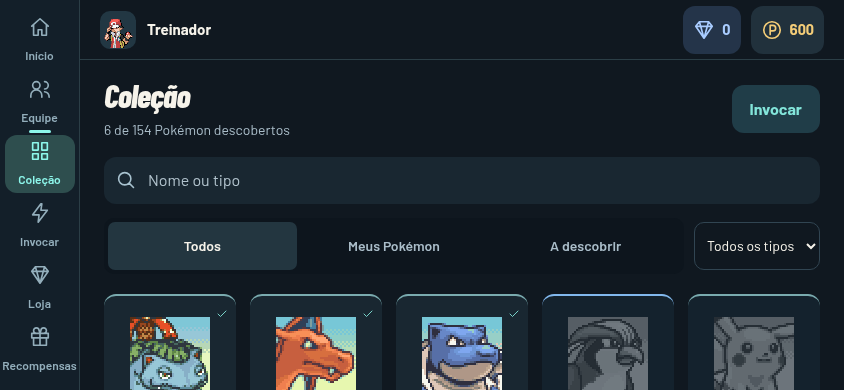 Treinador
0
600
Início
Equipe
Coleção
Invocar
Loja
Recompensas
Coleção
6 de 154 Pokémon descobertos
Invocar
Nome ou tipo
Todos
Meus Pokémon
A descobrir
Todos os tipos